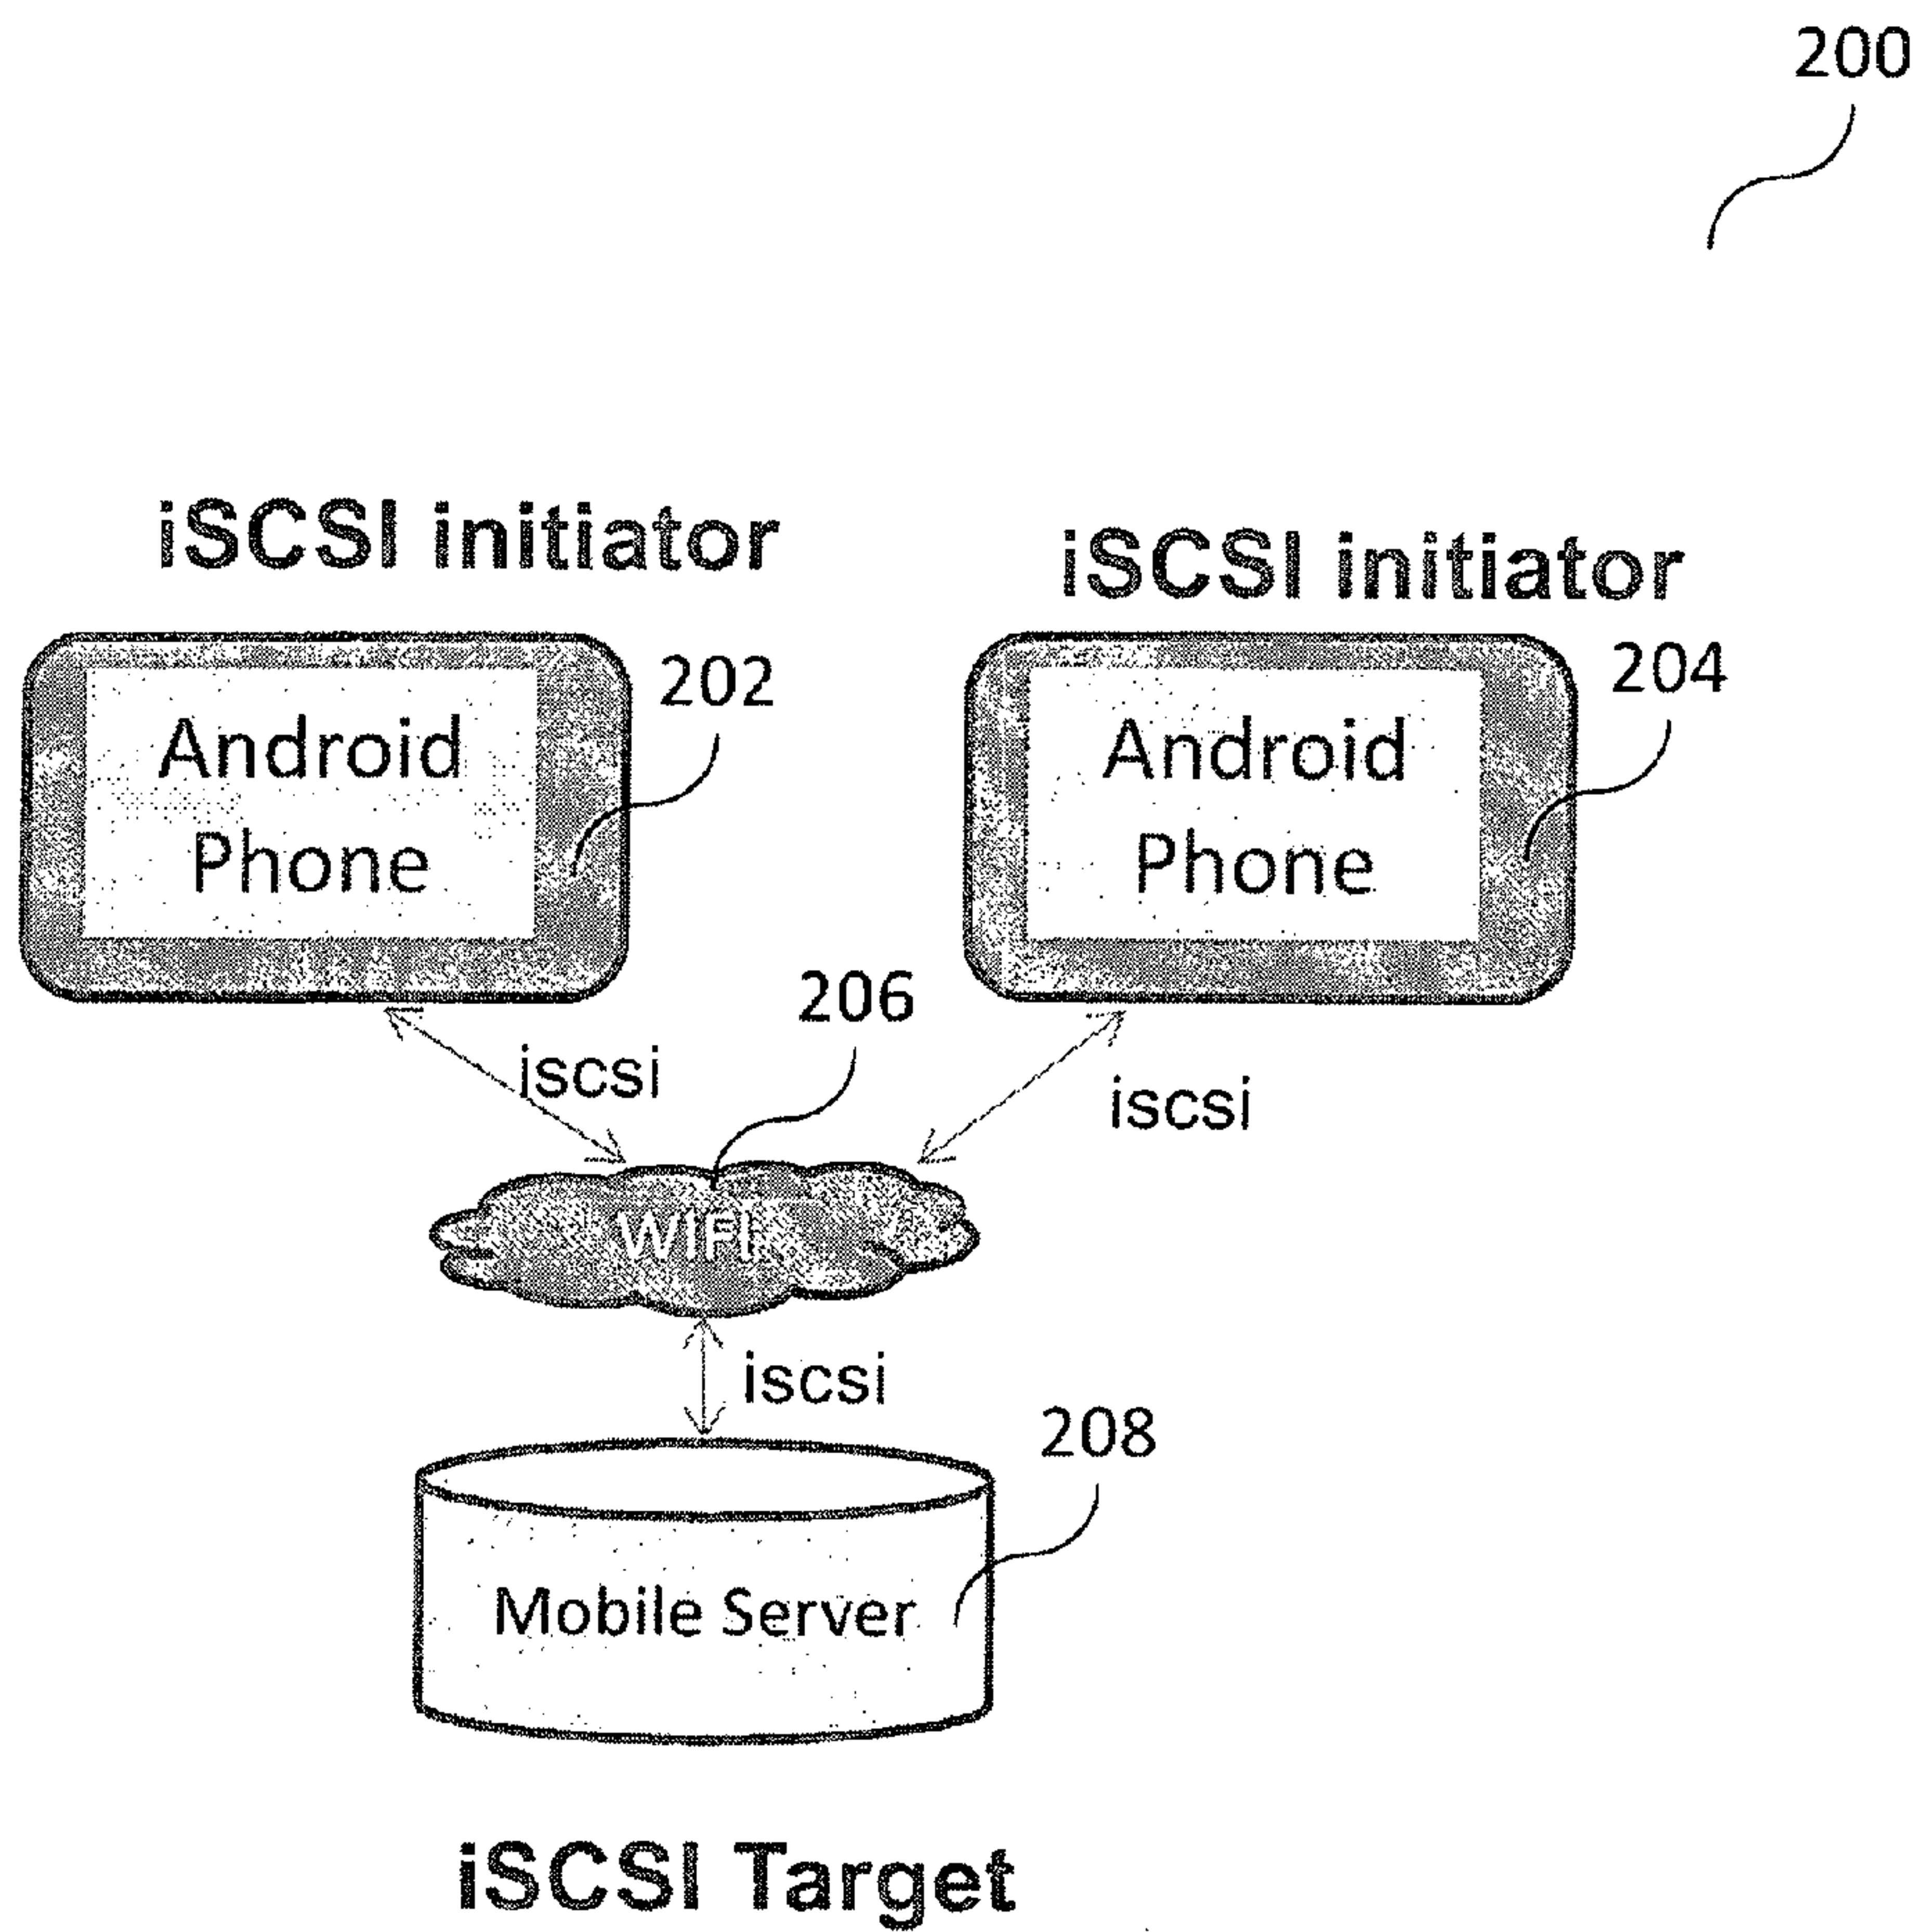 200
iSCSI initiator
iSCSI initiator
202
204
Android
Phone
Android
Phone
206
iscsi
iscsi
WIFI
iscsi
208
Mobile Server
iSCSI Target